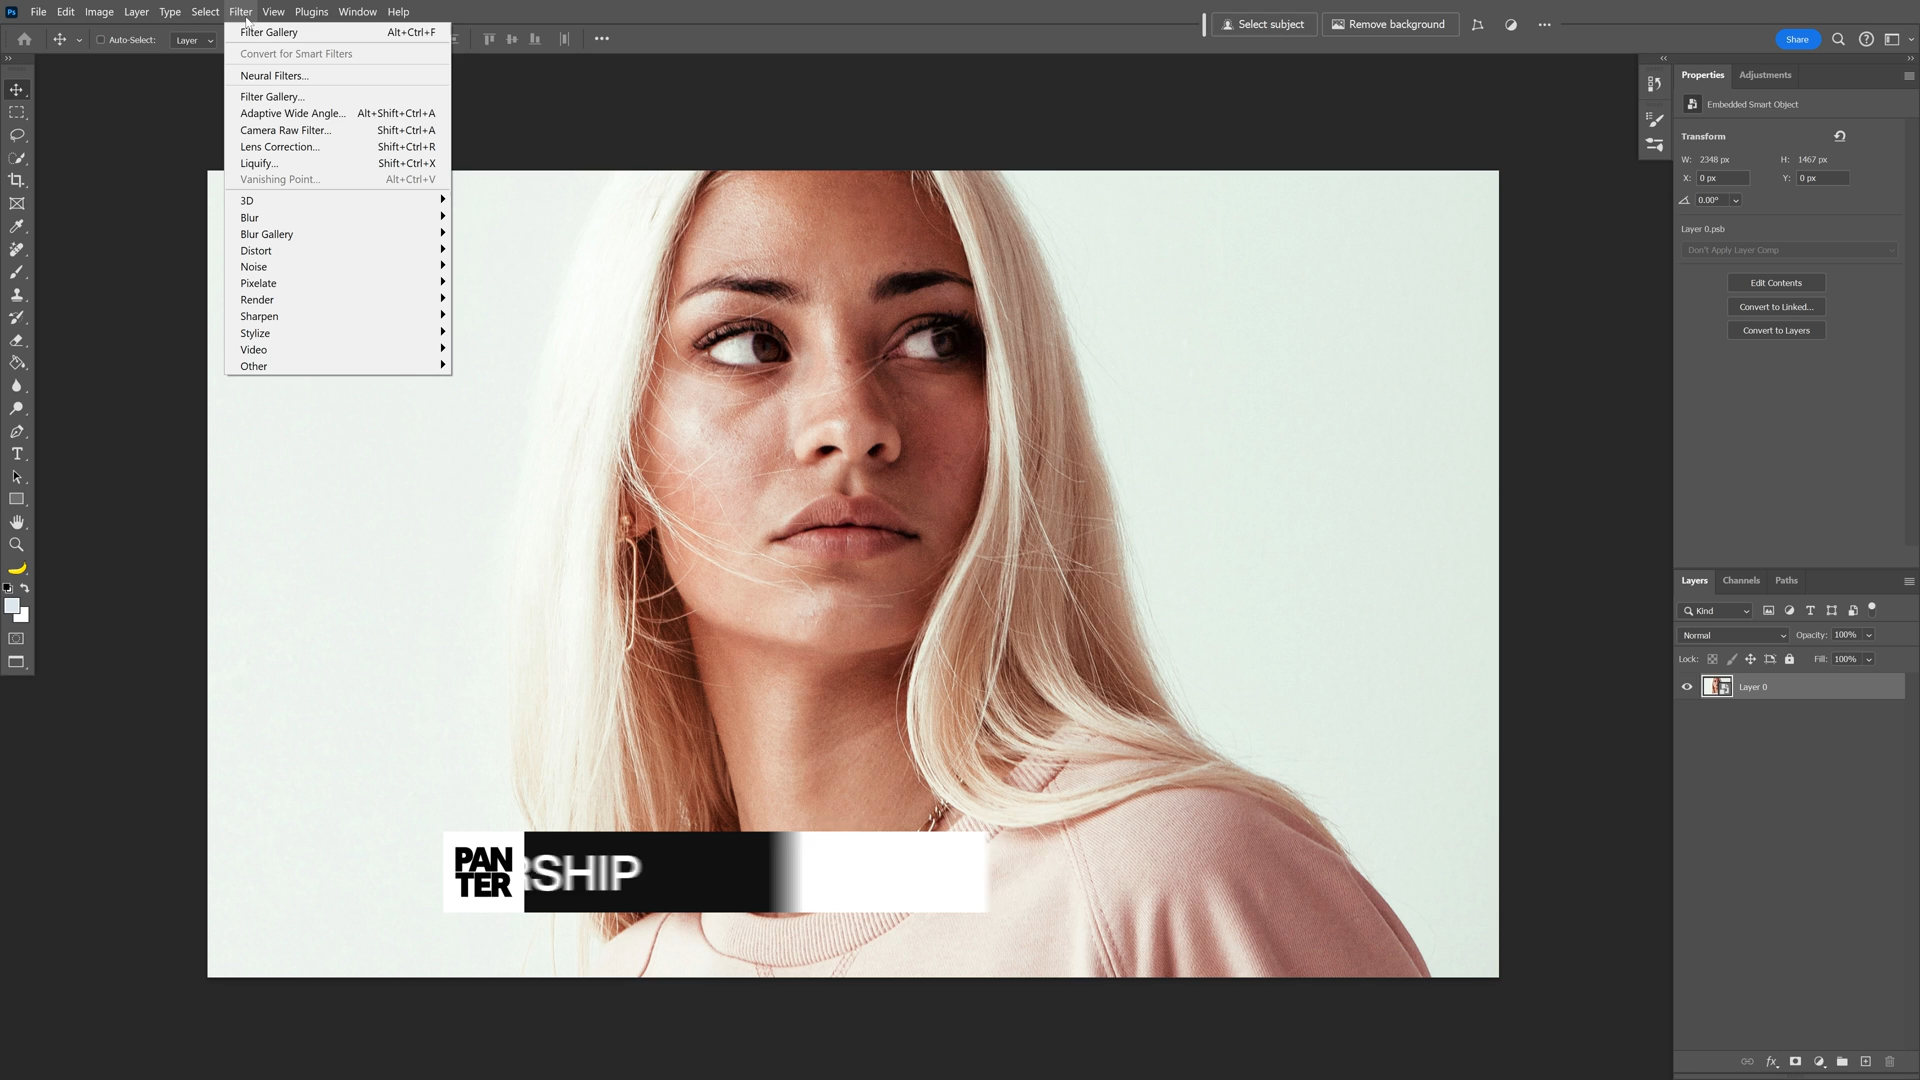 Ps File Edit Image Layer Type Select Filter View Plugins Window Help
Select subject Remove background
Auto-Select: Layer
Share
Filter Gallery Alt+Ctrl+F
Convert for Smart Filters
Neural Filters...
Filter Gallery...
Adaptive Wide Angle... Alt+Shift+Ctrl+A
Camera Raw Filter... Shift+Ctrl+A
Lens Correction... Shift+Ctrl+R
Liquify... Shift+Ctrl+X
Vanishing Point... Alt+Ctrl+V
3D
Blur
Blur Gallery
Distort
Noise
Pixelate
Render
Sharpen
Stylize
Video
Other
PAN
TER
RSHIP
Properties Adjustments
Embedded Smart Object
Transform
W: 2348 px H: 1467 px
X: 0 px Y: 0 px
0.00°
Layer 0.psb
Don't Apply Layer Comp
Edit Contents
Convert to Linked...
Convert to Layers
Layers Channels Paths
Kind
Normal Opacity: 100%
Lock: Fill: 100%
Layer 0
fx